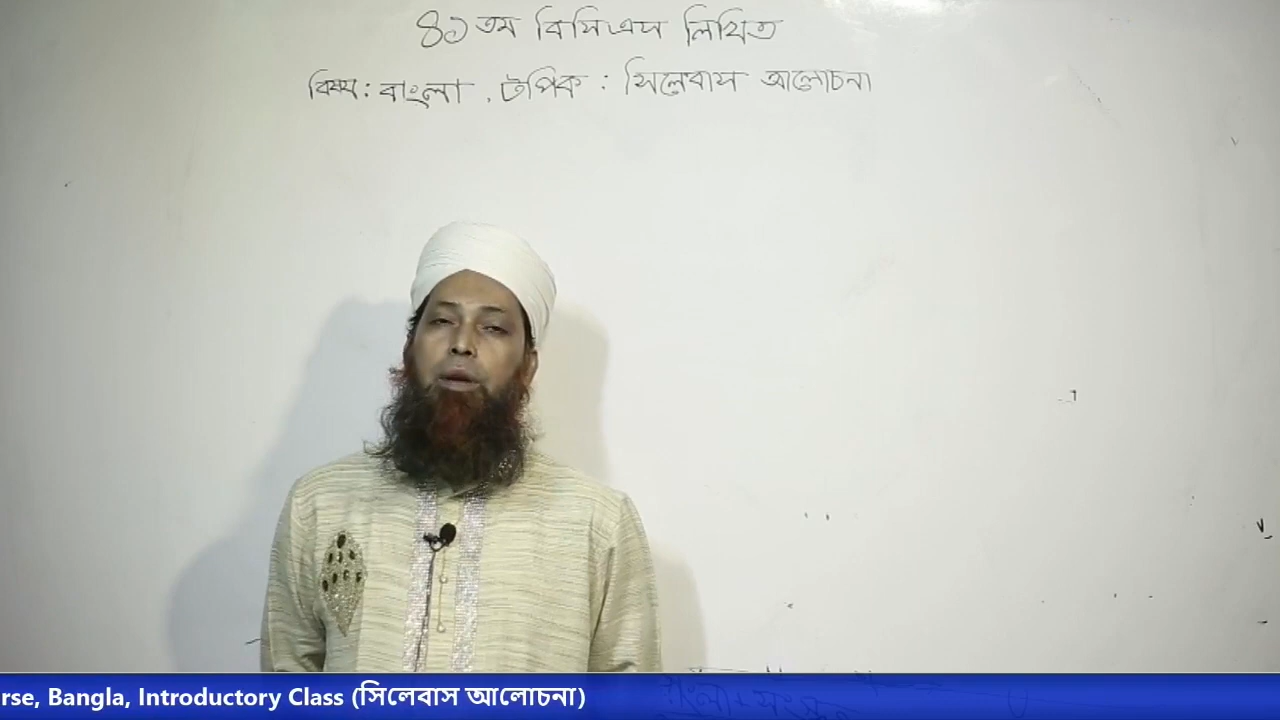 ৪১তম বিসিএস লিখিত
বিষয়: বাংলা, টপিক: সিলেবাস আলোচনা
rse, Bangla, Introductory Class (সিলেবাস আলোচনা)